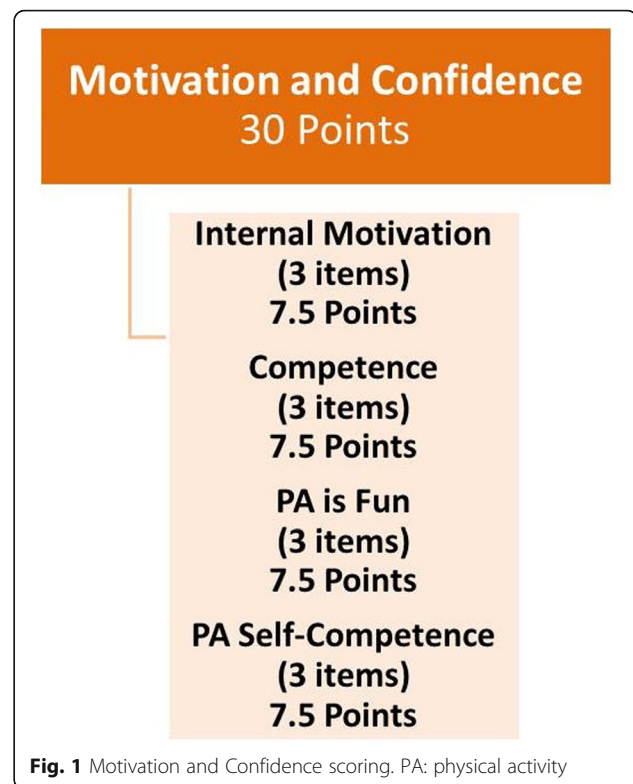 Motivation and Confidence
30 Points
Internal Motivation
(3 items)
7.5 Points
Competence
(3 items)
7.5 Points
PA is Fun
(3 items)
7.5 Points
PA Self-Competence
(3 items)
7.5 Points
Fig. 1 Motivation and Confidence scoring. PA: physical activity